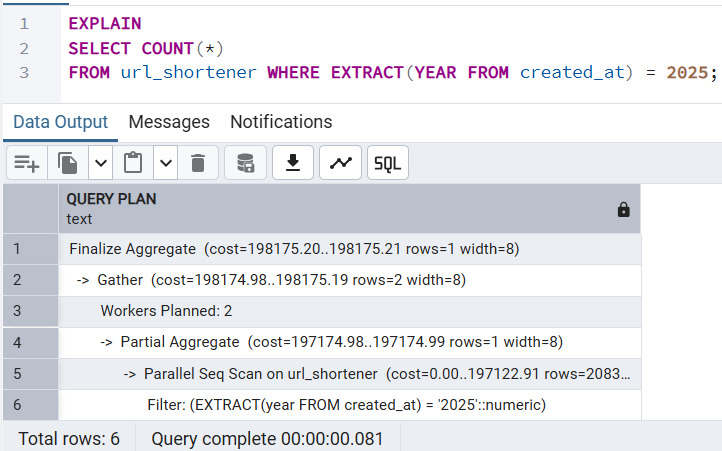 1 EXPLAIN
2 SELECT COUNT(*)
3 FROM url_shortener WHERE EXTRACT(YEAR FROM created_at) = 2025;
Data Output Messages Notifications
SQL
QUERY PLAN
text
1 Finalize Aggregate (cost=198175.20..198175.21 rows=1 width=8)
2 -> Gather (cost=198174.98..198175.19 rows=2 width=8)
3 Workers Planned: 2
4 -> Partial Aggregate (cost=197174.98..197174.99 rows=1 width=8)
5 -> Parallel Seq Scan on url_shortener (cost=0.00..197122.91 rows=2083...
6 Filter: (EXTRACT(year FROM created_at) = '2025'::numeric)
Total rows: 6 Query complete 00:00:00.081